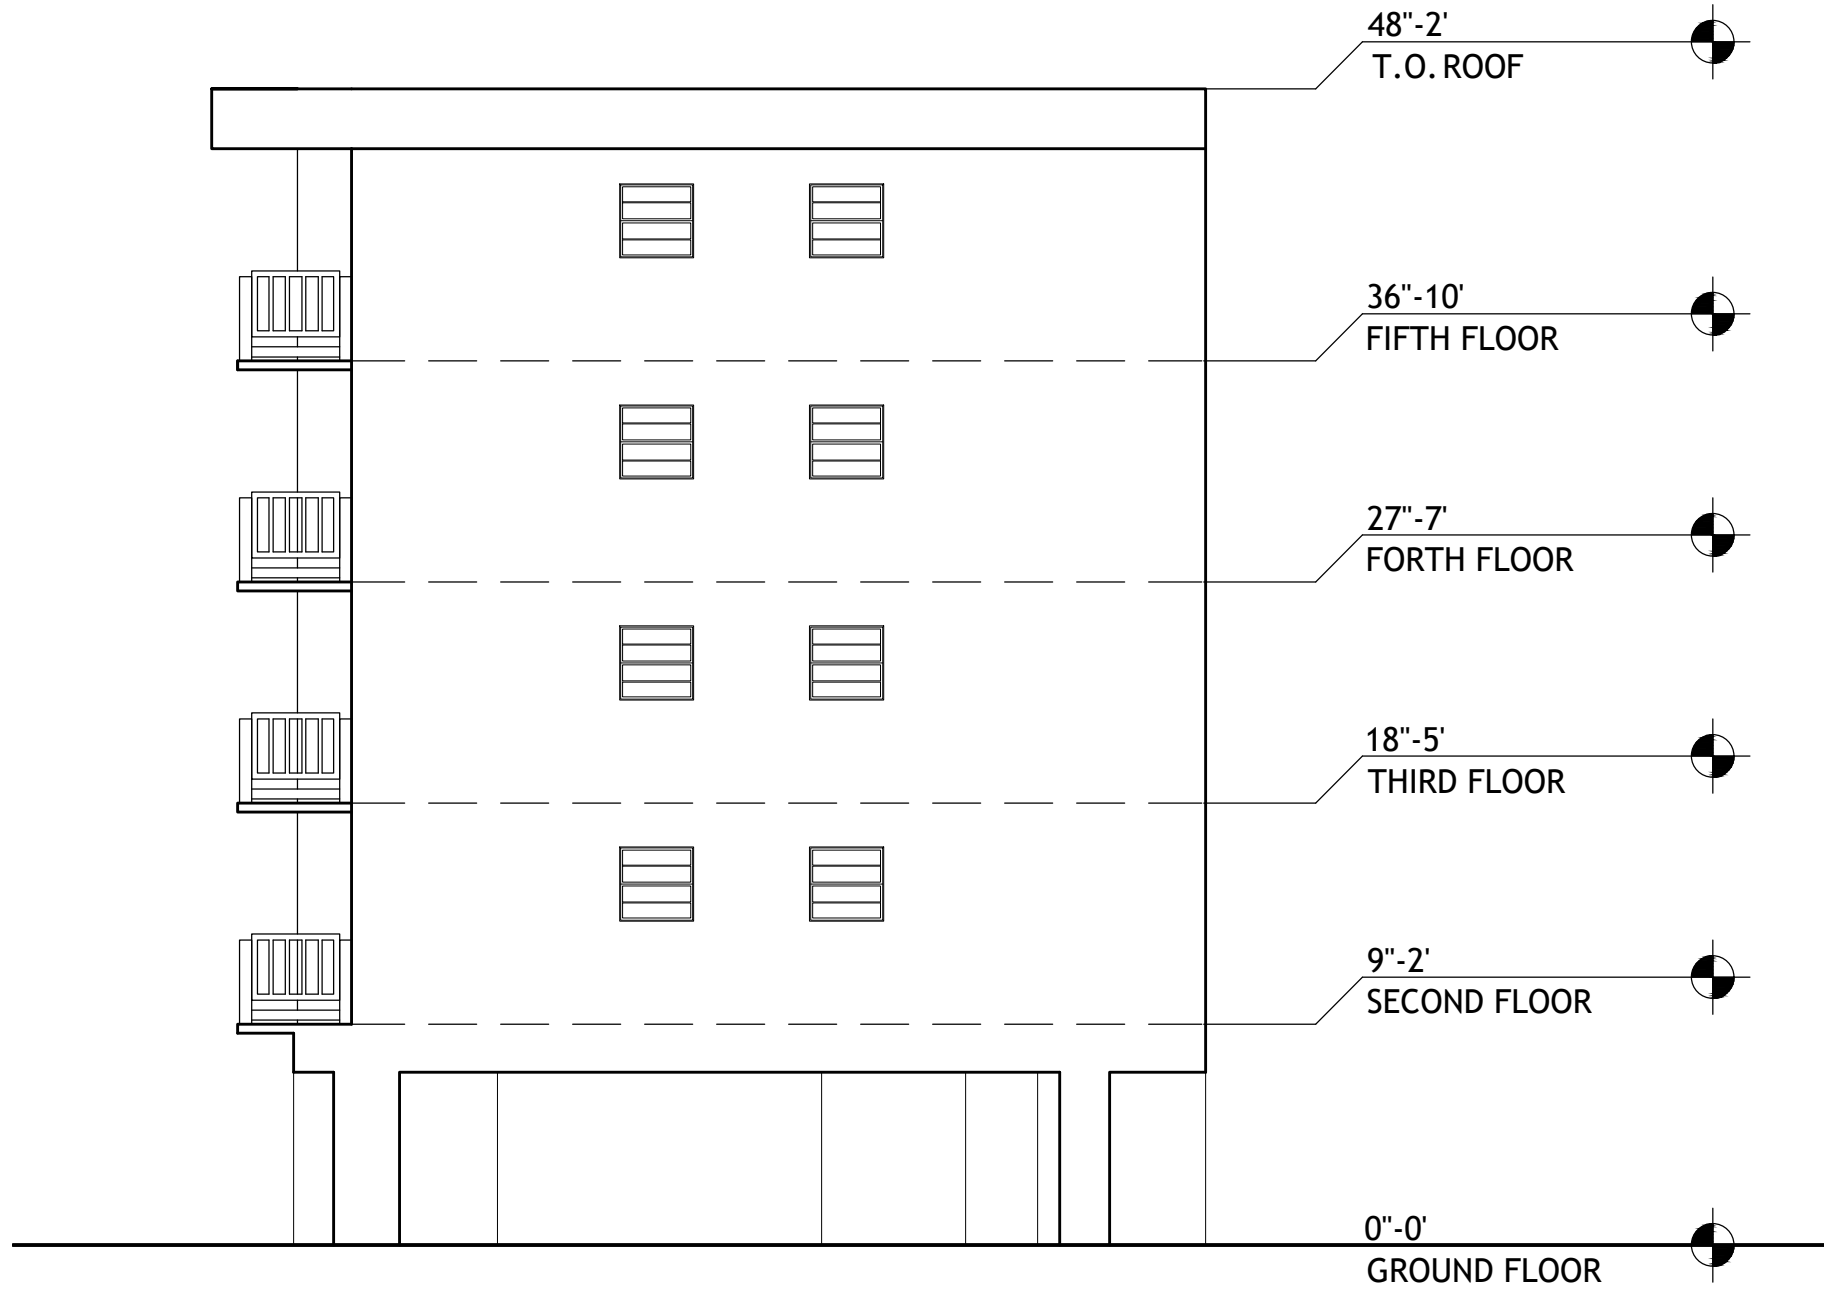 48"-2'
T.O. ROOF
36"-10'
FIFTH FLOOR
27"-7'
FORTH FLOOR
18"-5'
THIRD FLOOR
9"-2'
SECOND FLOOR
0"-0'
GROUND FLOOR